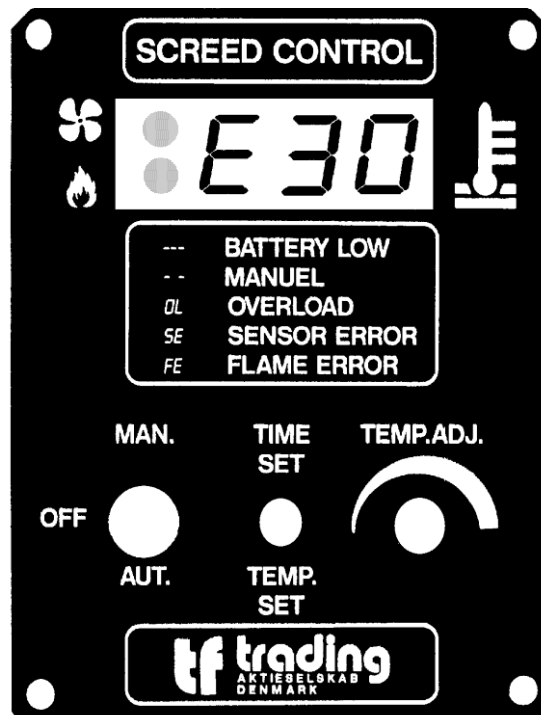 SCREED CONTROL
E30
--- BATTERY LOW
-- MANUEL
OL OVERLOAD
SE SENSOR ERROR
FE FLAME ERROR
MAN. TIME SET TEMP.ADJ.
OFF
AUT. TEMP. SET
tf trading
AKTIESELSKAB
DENMARK